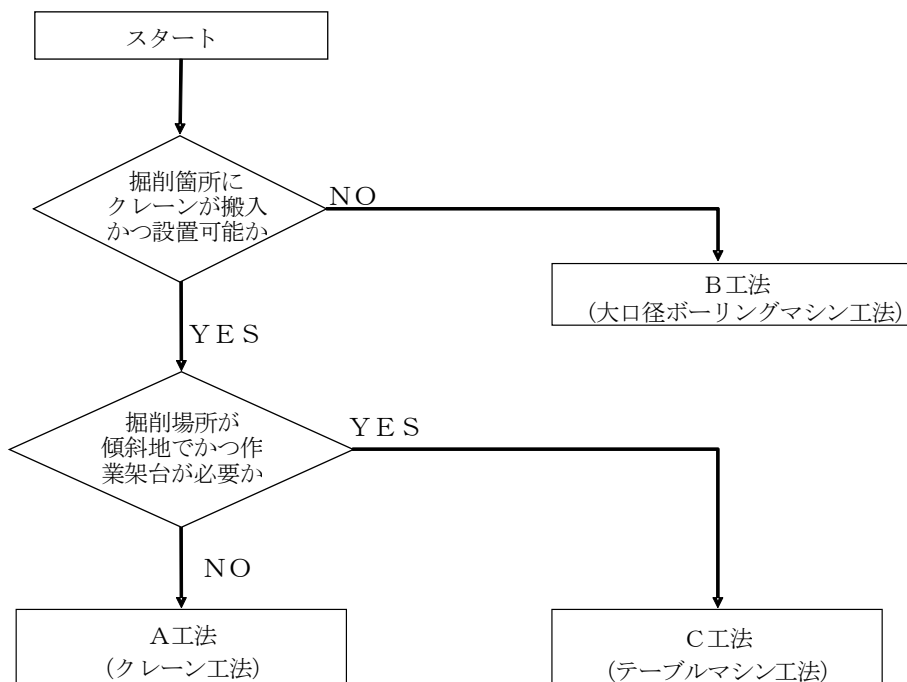 スタート
掘削箇所に
クレーンが搬入
かつ設置可能か
ＮＯ
Ｂ工法
(大口径ボーリングマシン工法)
ＹＥＳ
掘削場所が
傾斜地でかつ作
業架台が必要か
ＹＥＳ
ＮＯ
Ａ工法
(クレーン工法)
Ｃ工法
(テーブルマシン工法)